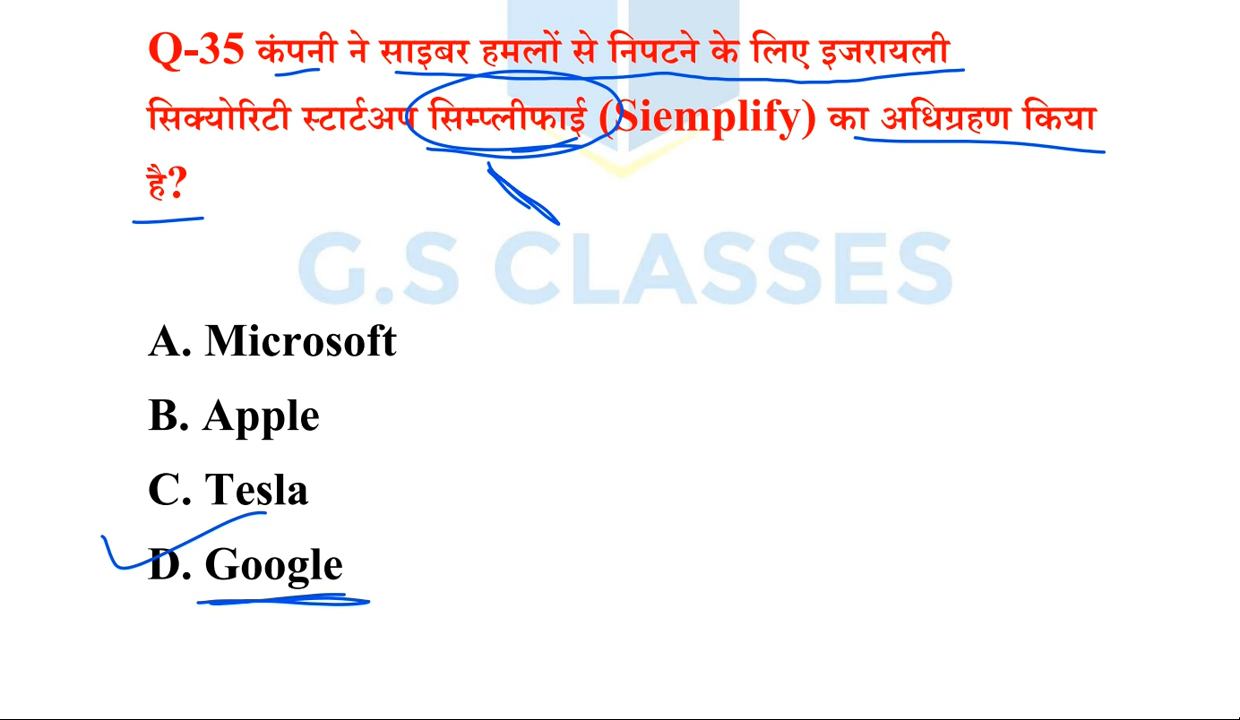 Q-35 कंपनी ने साइबर हमलों से निपटने के लिए इजरायली
सिक्योरिटी स्टार्टअप सिम्प्लीफाई (Siemplify) का अधिग्रहण किया
है?
G.S CLASSES
A. Microsoft
B. Apple
C. Tesla
D. Google